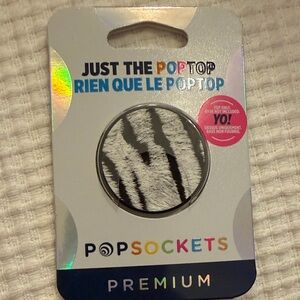 JUST THE POPTOP
RIEN QUE LE POPTOP
YO!
POPSOCKETS
PREMIUM